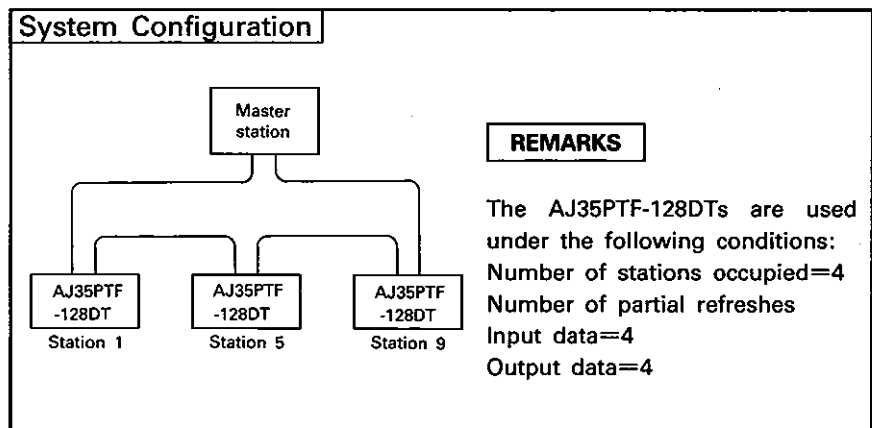 System Configuration
Master
station
AJ35PTF
-128DT
Station 1
AJ35PTF
-128DT
Station 5
AJ35PTF
-128DT
Station 9
REMARKS
The AJ35PTF-128DTs are used
under the following conditions:
Number of stations occupied=4
Number of partial refreshes
Input data=4
Output data=4